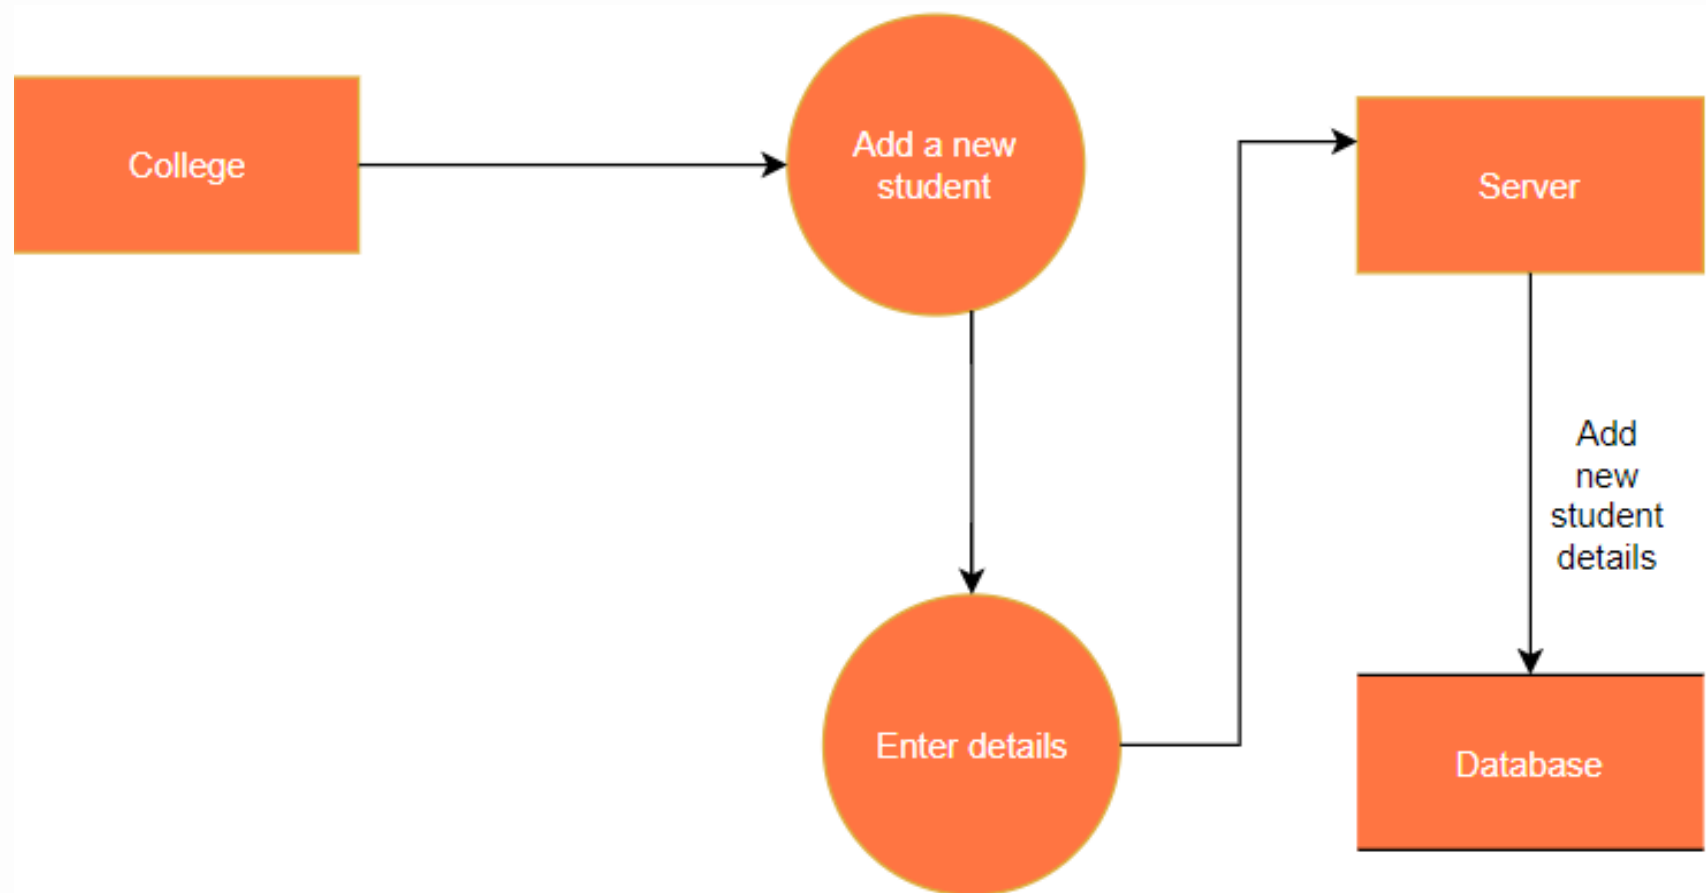 College
Add a new
student
Server
Add
new
student
details
Enter details
Database